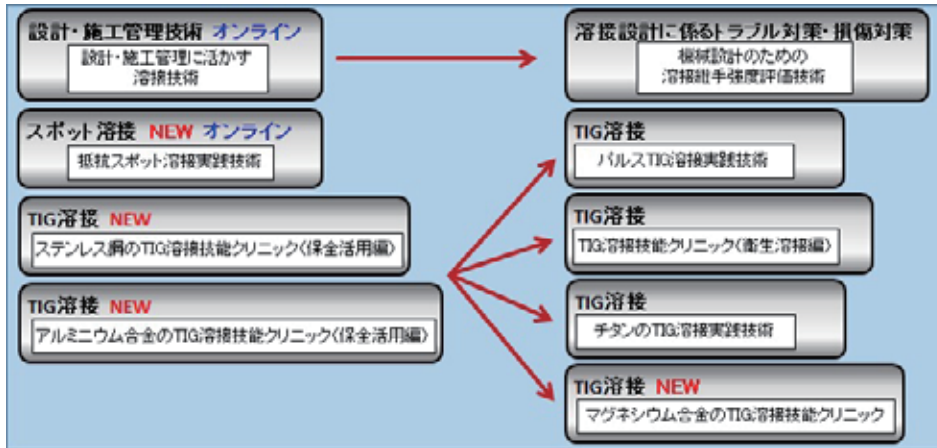 設計・施工管理技術 オンライン
設計・施工管理に活かす
溶接技術
スポット溶接 NEW オンライン
抵抗スポット溶接実践技術
TIG溶接 NEW
ステンレス鋼のTIG溶接技能クリニック〈保全活用編〉
TIG溶接 NEW
アルミニウム合金のTIG溶接技能クリニック〈保全活用編〉
溶接設計に係るトラブル対策・損傷対策
機械設計のための
溶接継手強度評価技術
TIG溶接
パルスTIG溶接実践技術
TIG溶接
TIG溶接技能クリニック〈衛生溶接編〉
TIG溶接
チタンのTIG溶接実践技術
TIG溶接 NEW
マグネシウム合金のTIG溶接技能クリニック